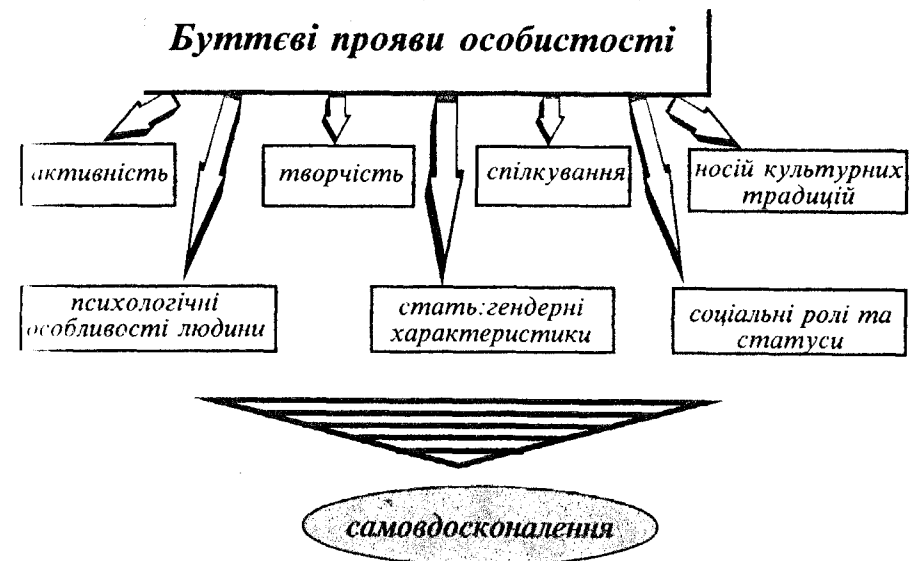 Буттєві прояви особистості
активність
творчість
спілкування
носій культурних
традицій
психологічні
особливості людини
стать:гендерні
характеристики
соціальні ролі та
статуси
самовдосконалення